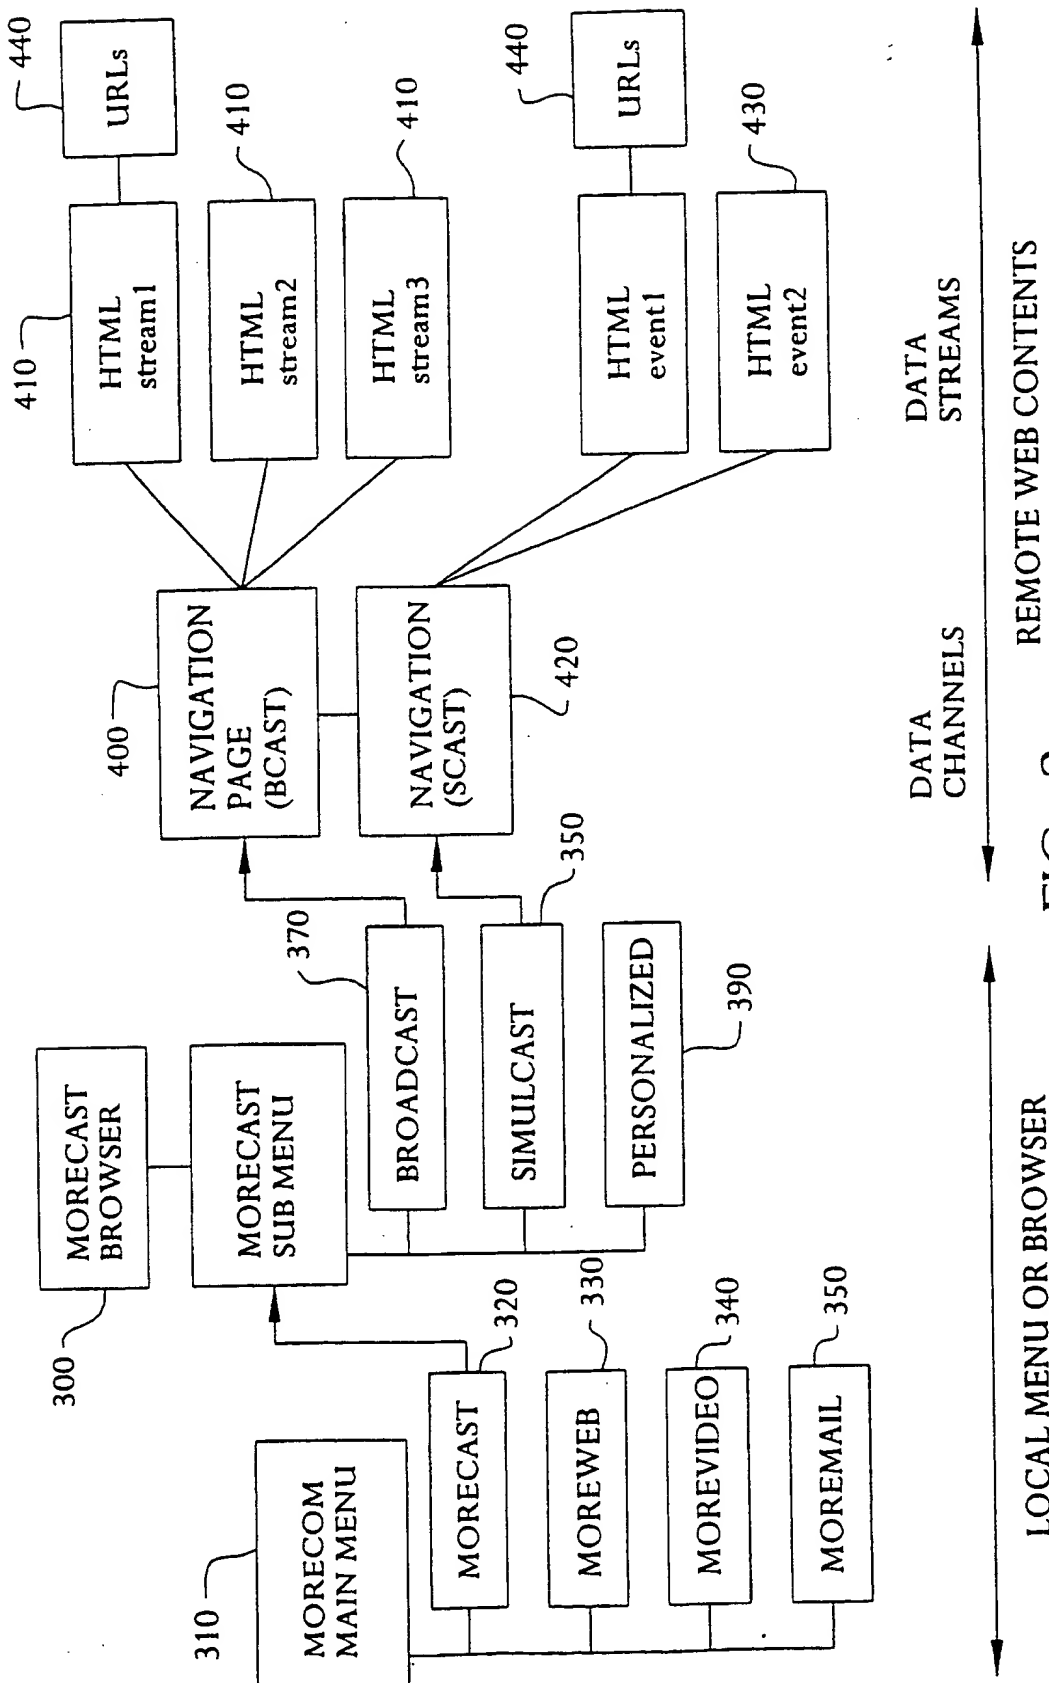 310
MORECOM
MAIN MENU
MORECAST
320
MOREWEB
330
MOREVIDEO
340
MOREMAIL
350
300
MORECAST
BROWSER
MORECAST
SUB MENU
BROADCAST
370
SIMULCAST
350
PERSONALIZED
390
400
NAVIGATION
PAGE
(BCAST)
NAVIGATION
(SCAST)
420
410
HTML
stream1
440
URLs
HTML
stream2
410
HTML
stream3
410
HTML
event1
440
URLs
HTML
event2
430
DATA
CHANNELS
DATA
STREAMS
LOCAL MENU OR BROWSER
REMOTE WEB CONTENTS